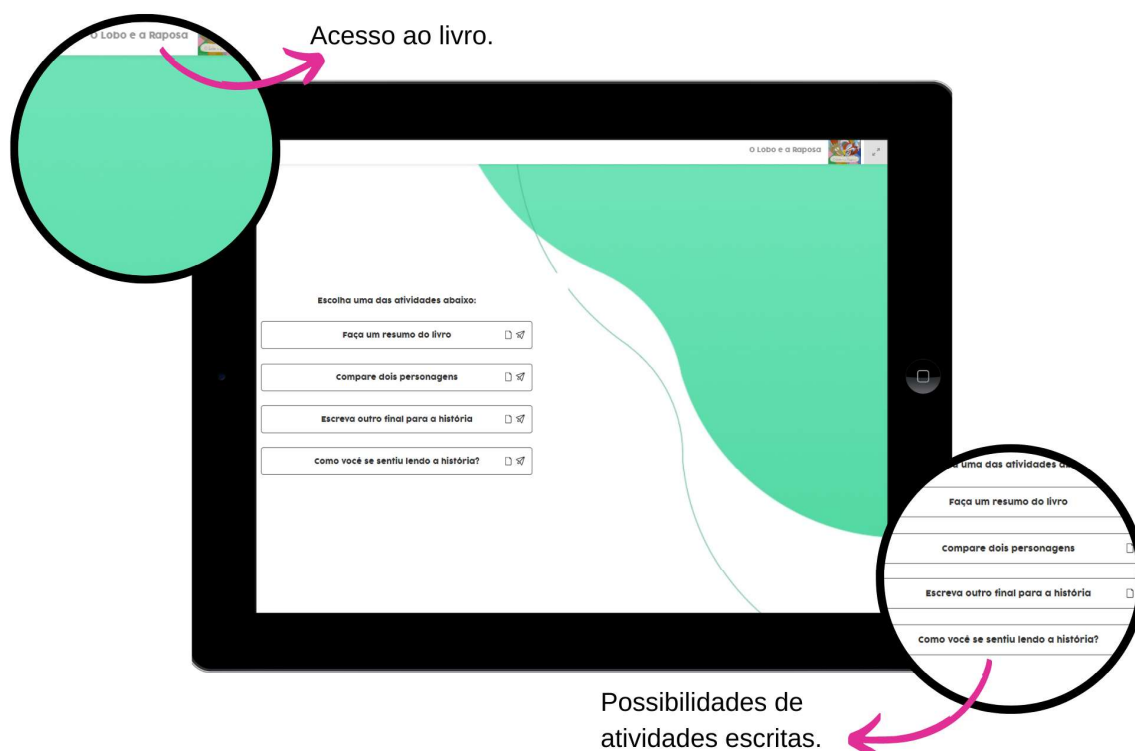 O Lobo e a Raposa
Acesso ao livro.
O Lobo e a Raposa
Escolha uma das atividades abaixo:
Faça um resumo do livro
Compare dois personagens
Escreva outro final para a história
Como você se sentiu lendo a história?
uma das atividades
Faça um resumo do livro
Compare dois personagens
Escreva outro final para a história
Como você se sentiu lendo a história?
Possibilidades de
atividades escritas.